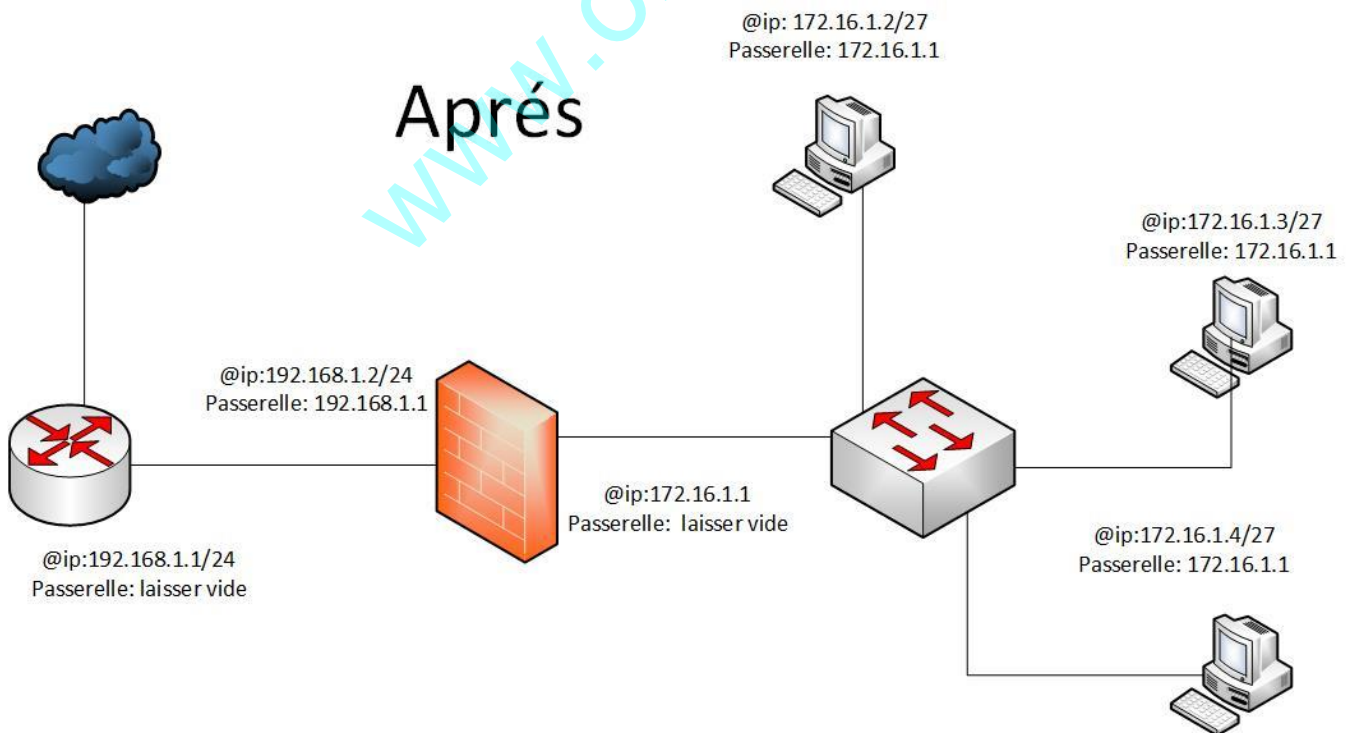 @ip: 172.16.1.2/27
Passerelle: 172.16.1.1
Aprés
www.o
@ip:172.16.1.3/27
Passerelle: 172.16.1.1
@ip:192.168.1.2/24
Passerelle: 192.168.1.1
@ip:172.16.1.1
Passerelle: laisser vide
@ip:192.168.1.1/24
Passerelle: laisser vide
@ip:172.16.1.4/27
Passerelle: 172.16.1.1